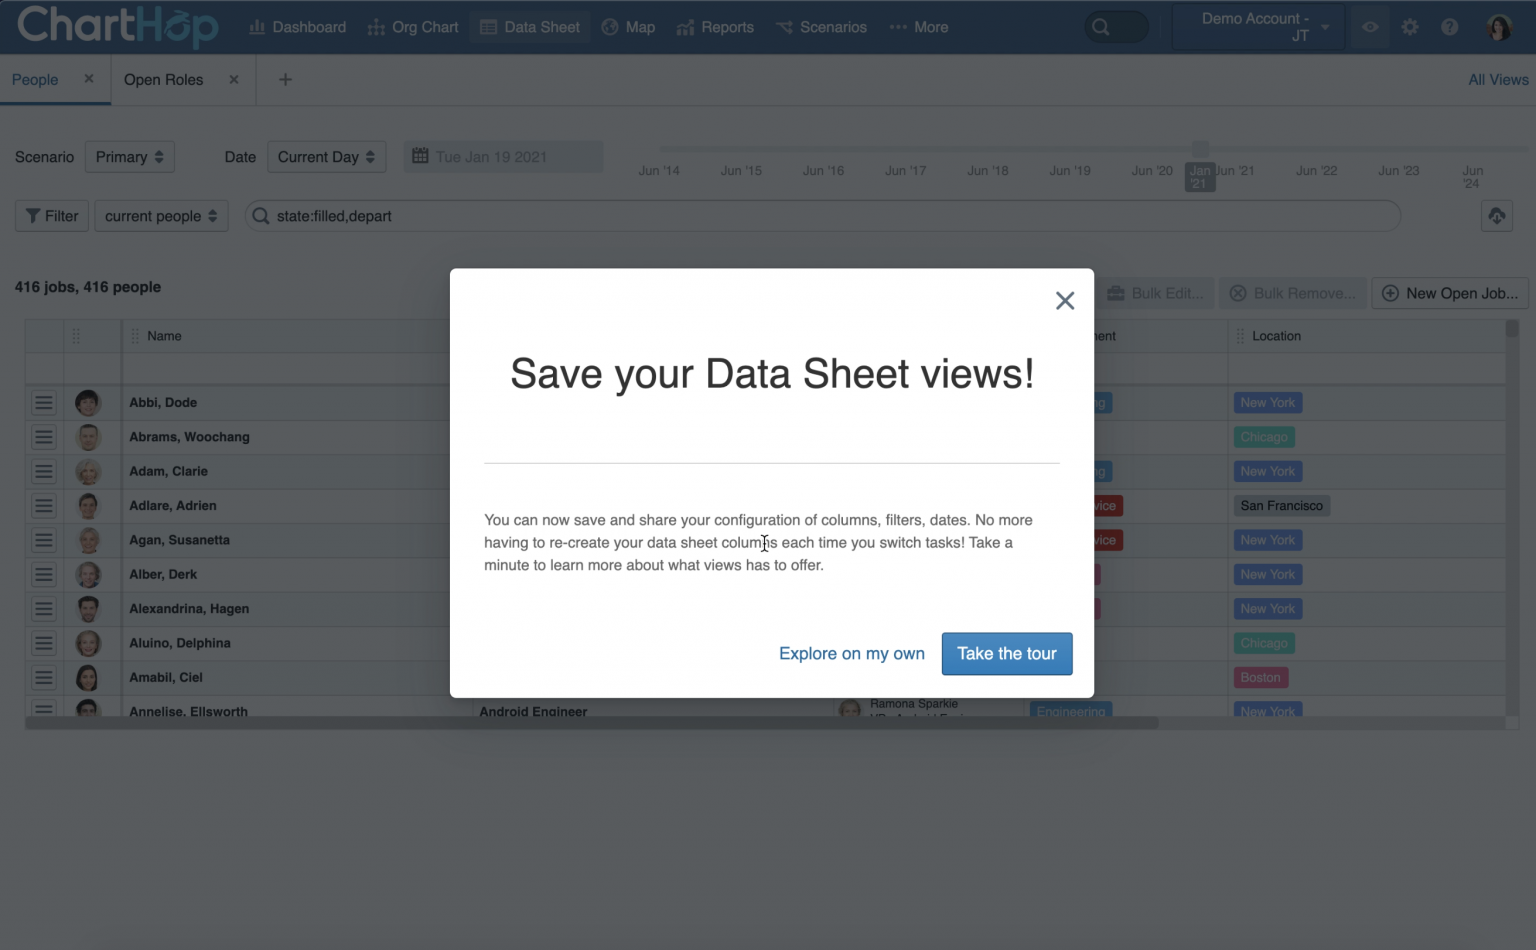 ChartHop
Dashboard
Org Chart
Data Sheet
Map
Reports
Scenarios
More
Demo Account -
JT
People
Open Roles
All Views
Scenario
Primary
Date
Current Day
Tue Jan 19 2021
Jun '14
Jun '15
Jun '16
Jun '17
Jun '18
Jun '19
Jun '20
Jan
'21
Jun '21
Jun '22
Jun '23
Jun
'24
Filter
current people
state:filled,depart
416 jobs, 416 people
Bulk Edit...
Bulk Remove...
New Open Job...
Save your Data Sheet views!
You can now save and share your configuration of columns, filters, dates. No more
having to re-create your data sheet columns each time you switch tasks! Take a
minute to learn more about what views has to offer.
Explore on my own
Take the tour
Name
Location
Abbi, Dode
New York
Abrams, Woochang
Chicago
Adam, Clarie
New York
Adlare, Adrien
San Francisco
Agan, Susanetta
New York
Alber, Derk
New York
Alexandrina, Hagen
New York
Aluino, Delphina
Chicago
Amabil, Ciel
Boston
Annelise, Ellsworth
Android Engineer
Ramona Sparkie
Engineering
New York